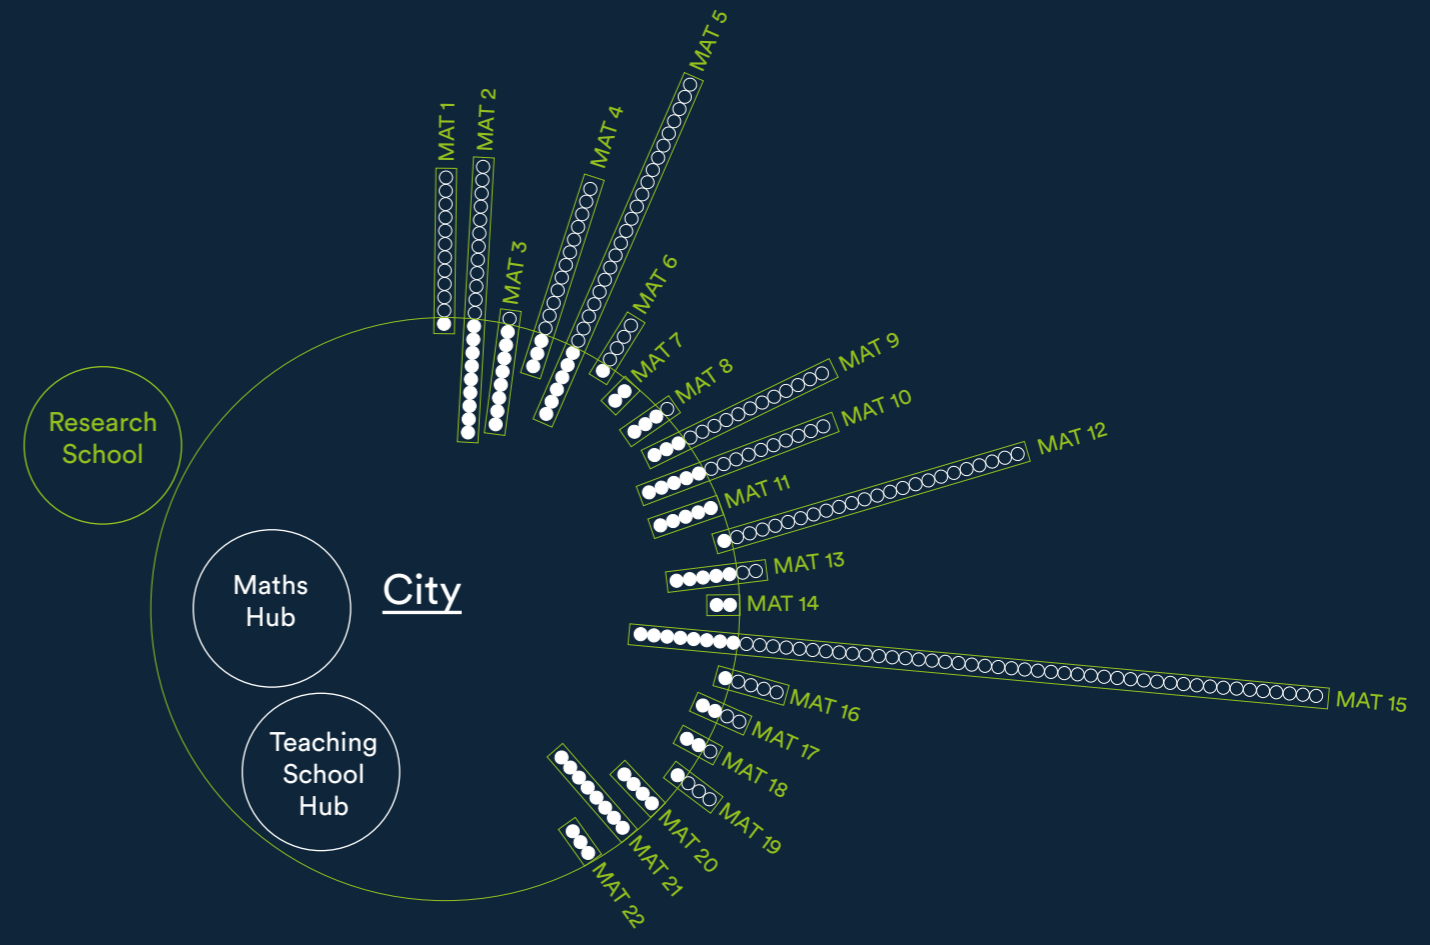 MAT 1
MAT 2
MAT 3
MAT 4
MAT 5
MAT 6
MAT 7
MAT 8
MAT 9
MAT 10
MAT 11
MAT 12
MAT 13
MAT 14
MAT 15
MAT 16
MAT 17
MAT 18
MAT 19
MAT 20
MAT 21
MAT 22
Research
School
Maths
Hub
City
Teaching
School
Hub